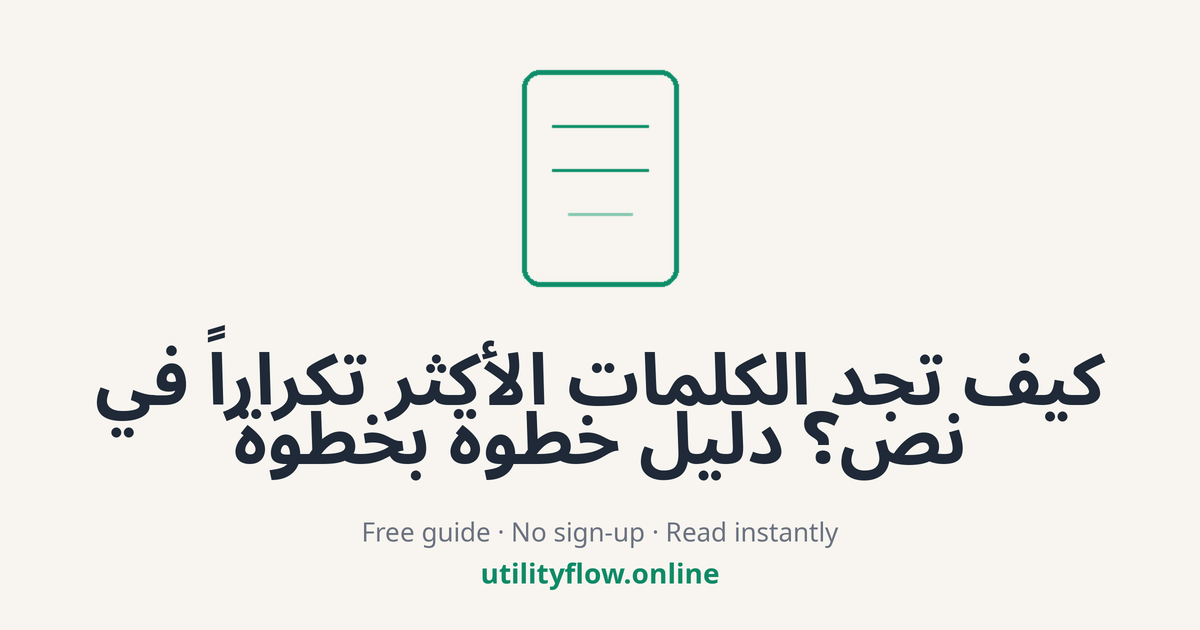 كيف تجد الكلمات الأكثر تكراراً في
نص؟ دليل خطوة بخطوة
Free guide · No sign-up · Read instantly
utilityflow.online